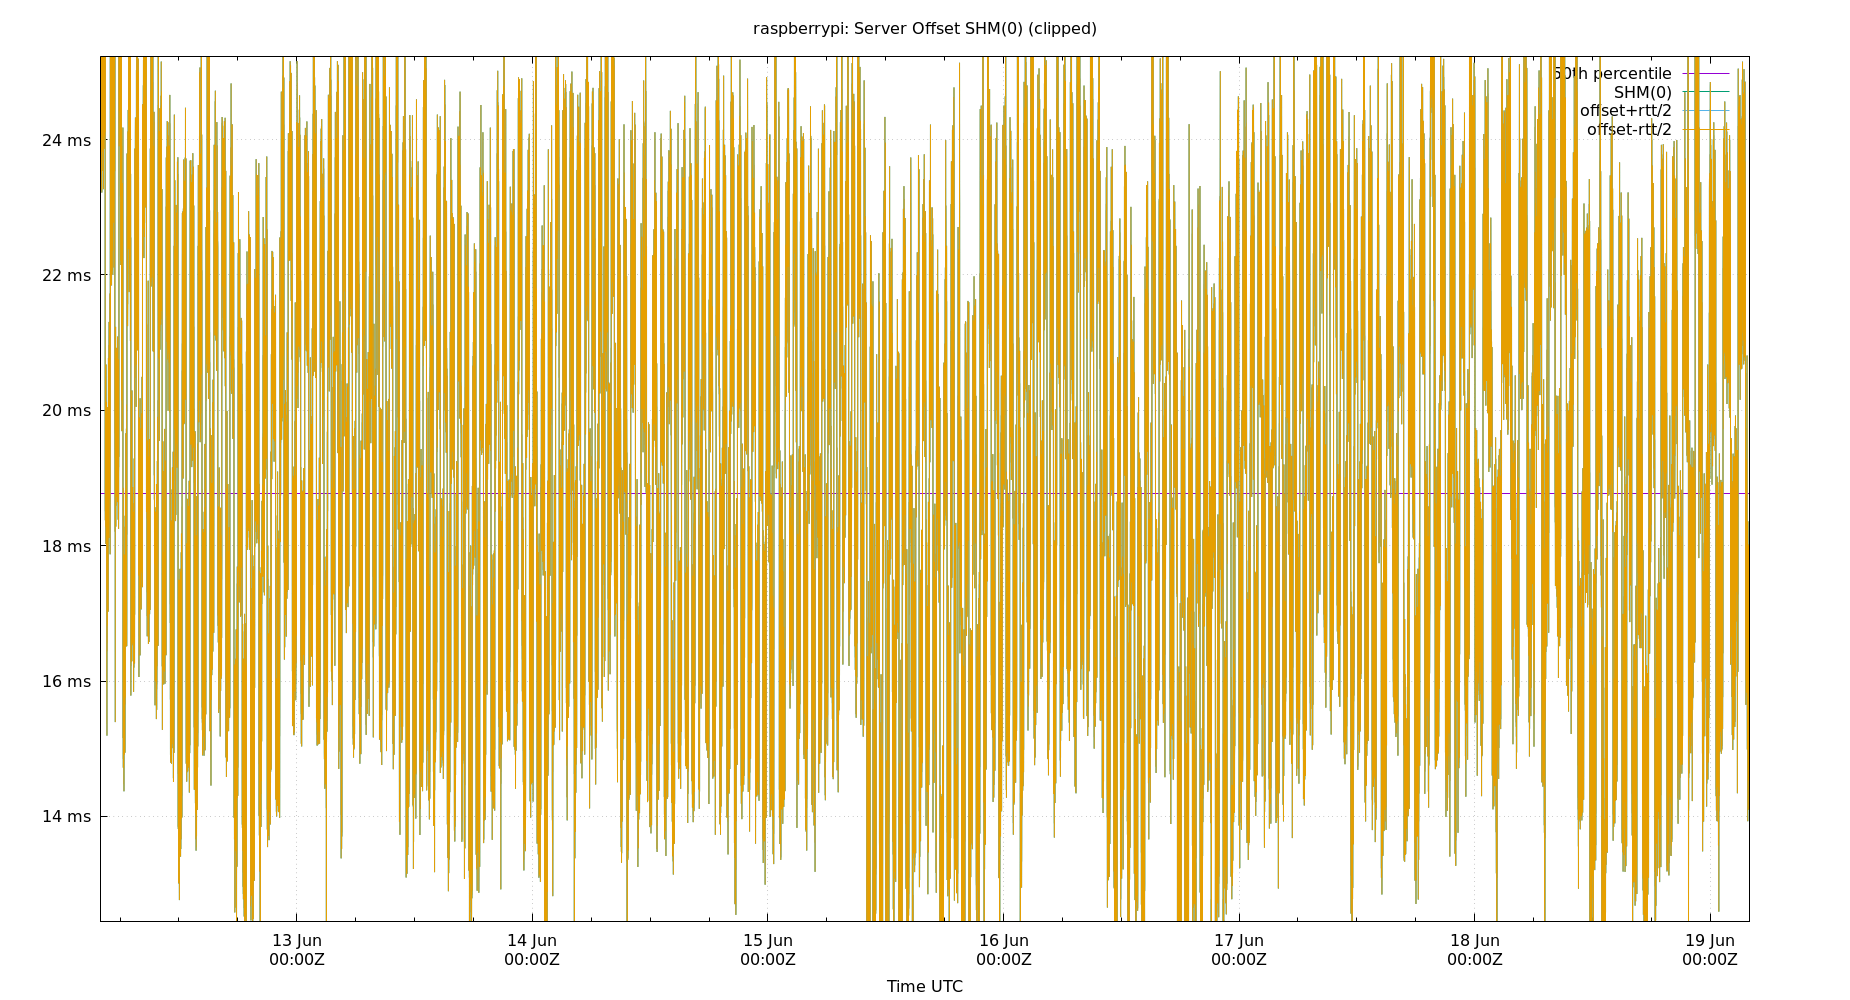 raspberrypi: Server Offset SHM(0) (clipped)
50th percentile
SHM(0)
offset+rtt/2
offset-rtt/2
24 ms
22 ms
20 ms
18 ms
16 ms
14 ms
13 Jun 14 Jun 15 Jun 16 Jun 17 Jun 18 Jun 19 Jun
00:00Z 00:00Z 00:00Z 00:00Z 00:00Z 00:00Z 00:00Z
Time UTC